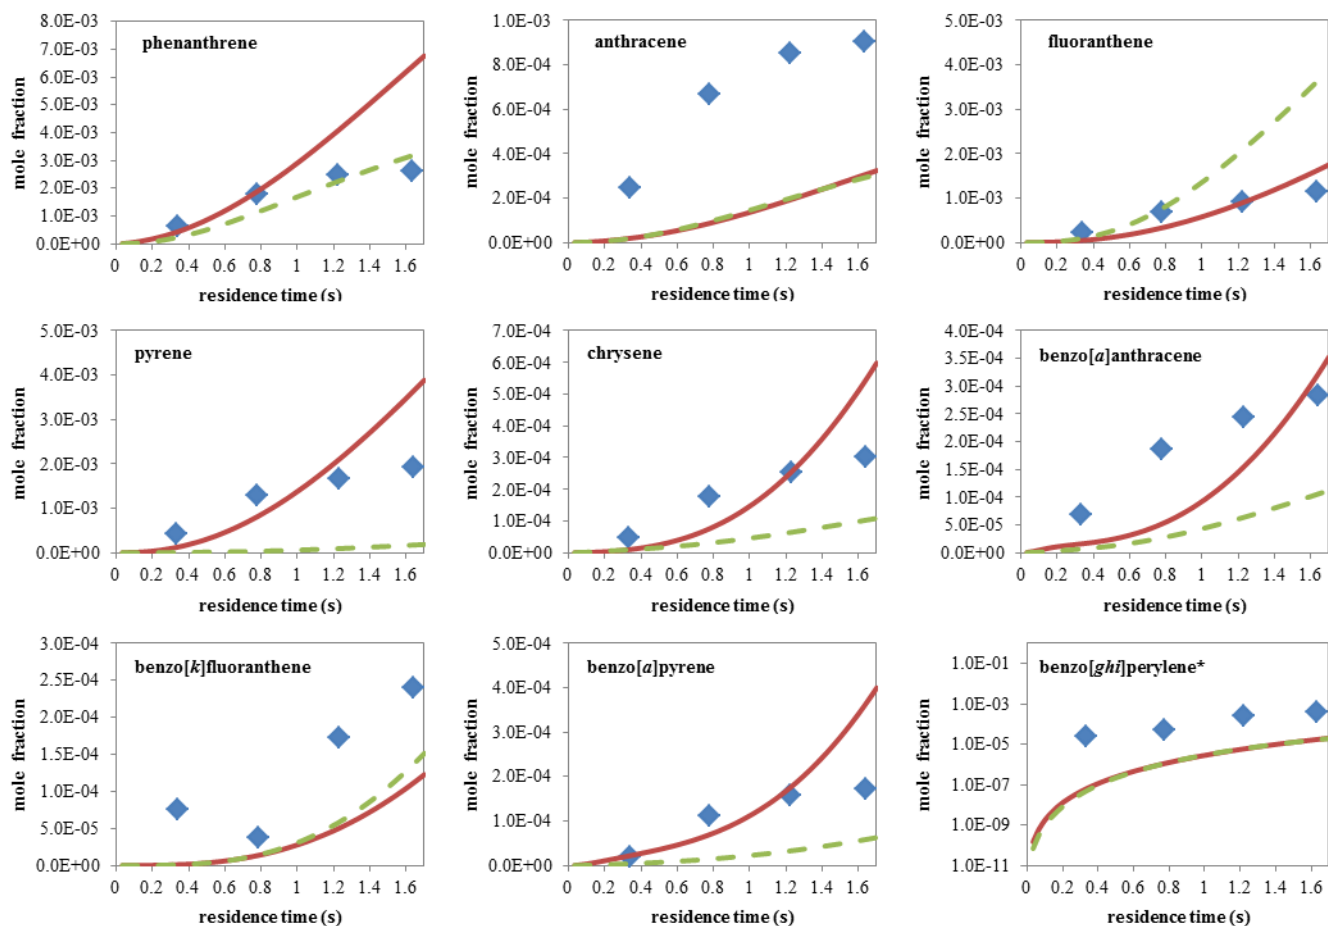 phenanthrene
mole fraction
8.0E-03
7.0E-03
6.0E-03
5.0E-03
4.0E-03
3.0E-03
2.0E-03
1.0E-03
0.0E+00
0 0.2 0.4 0.6 0.8 1 1.2 1.4 1.6
residence time (s)
anthracene
mole fraction
1.0E-03
8.0E-04
6.0E-04
4.0E-04
2.0E-04
0.0E+00
0 0.2 0.4 0.6 0.8 1 1.2 1.4 1.6
residence time (s)
fluoranthene
mole fraction
5.0E-03
4.0E-03
3.0E-03
2.0E-03
1.0E-03
0.0E+00
0 0.2 0.4 0.6 0.8 1 1.2 1.4 1.6
residence time (s)
pyrene
mole fraction
5.0E-03
4.0E-03
3.0E-03
2.0E-03
1.0E-03
0.0E+00
0 0.2 0.4 0.6 0.8 1 1.2 1.4 1.6
residence time (s)
chrysene
mole fraction
7.0E-04
6.0E-04
5.0E-04
4.0E-04
3.0E-04
2.0E-04
1.0E-04
0.0E+00
0 0.2 0.4 0.6 0.8 1 1.2 1.4 1.6
residence time (s)
benzo[a]anthracene
mole fraction
4.0E-04
3.5E-04
3.0E-04
2.5E-04
2.0E-04
1.5E-04
1.0E-04
5.0E-05
0.0E+00
0 0.2 0.4 0.6 0.8 1 1.2 1.4 1.6
residence time (s)
benzo[k]fluoranthene
mole fraction
3.0E-04
2.5E-04
2.0E-04
1.5E-04
1.0E-04
5.0E-05
0.0E+00
0 0.2 0.4 0.6 0.8 1 1.2 1.4 1.6
residence time (s)
benzo[a]pyrene
mole fraction
5.0E-04
4.0E-04
3.0E-04
2.0E-04
1.0E-04
0.0E+00
0 0.2 0.4 0.6 0.8 1 1.2 1.4 1.6
residence time (s)
benzo[ghi]perylene*
mole fraction
1.0E-01
1.0E-03
1.0E-05
1.0E-07
1.0E-09
1.0E-11
0 0.2 0.4 0.6 0.8 1 1.2 1.4 1.6
residence time (s)